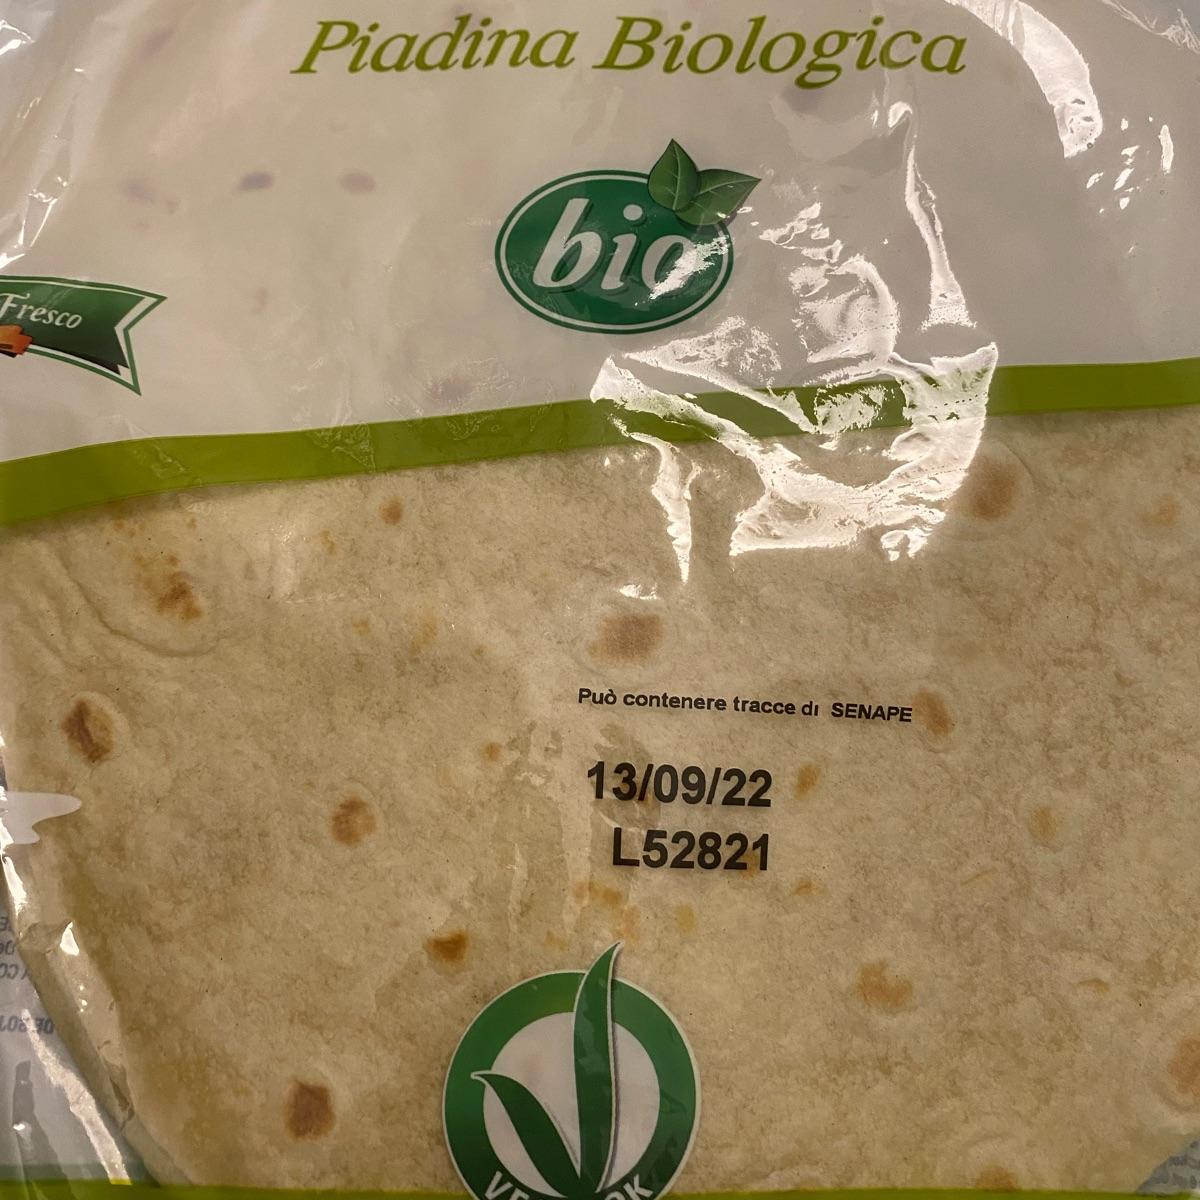 Piadina Biologica
bio
Fresco
Può contenere tracce di SENAPE
13/09/22
L52821